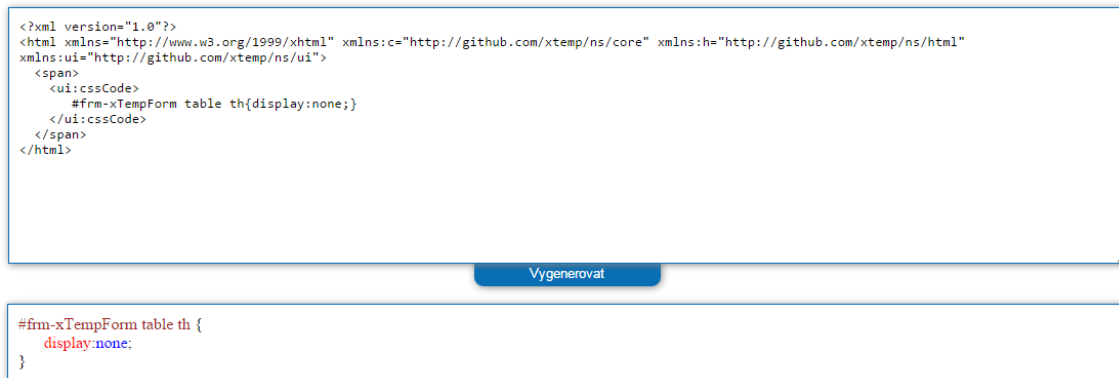 <?xml version="1.0"?>
<html xmlns="http://www.w3.org/1999/xhtml" xmlns:c="http://github.com/xtemp/ns/core" xmlns:h="http://github.com/xtemp/ns/html"
xmlns:ui="http://github.com/xtemp/ns/ui">
  <span>
    <ui:cssCode>
       #frm-xTempForm table th{display:none;}
    </ui:cssCode>
  </span>
</html>
Vygenerovat
#frm-xTempForm table th {
    display:none;
}